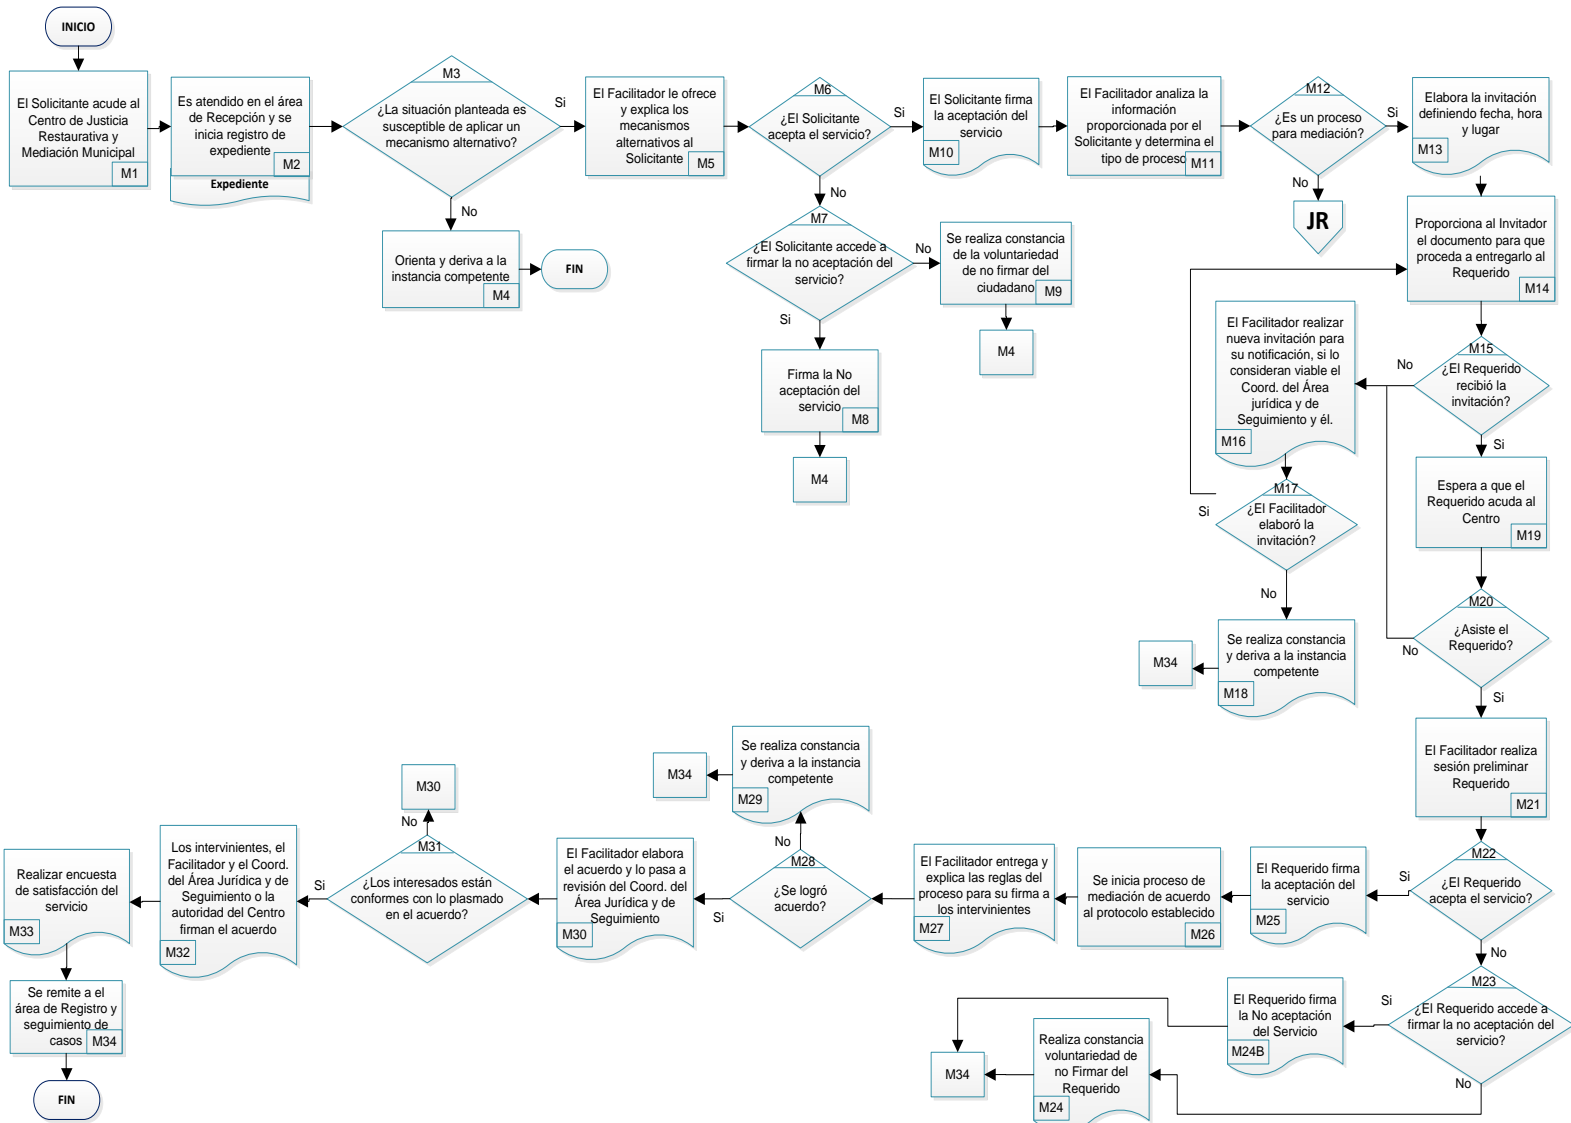 INICIO
El Solicitante acude al
Centro de Justicia
Restaurativa y
Mediación Municipal
M1
Es atendido en el área
de Recepción y se
inicia registro de
expediente
M2
Expediente
M3
¿La situación planteada es
susceptible de aplicar un
mecanismo alternativo?
Si
No
Orienta y deriva a la
instancia competente
M4
FIN
El Facilitador le ofrece
y explica los
mecanismos
alternativos al
Solicitante
M5
M6
¿El Solicitante
acepta el servicio?
Si
No
M7
¿El Solicitante accede a
firmar la no aceptación del
servicio?
No
Si
Firma la No
aceptación del
servicio
M8
M4
Se realiza constancia
de la voluntariedad
de no firmar del
ciudadano
M9
M4
El Solicitante firma
la aceptación del
servicio
M10
El Facilitador analiza la
información
proporcionada por el
Solicitante y determina el
tipo de proceso
M11
M12
¿Es un proceso
para mediación?
Si
No
JR
Elabora la invitación
definiendo fecha, hora
y lugar
M13
Proporciona al Invitador
el documento para que
proceda a entregarlo al
Requerido
M14
M15
¿El Requerido
recibió la
invitación?
No
Si
El Facilitador realizar
nueva invitación para
su notificación, si lo
consideran viable el
Coord. del Área
jurídica y de
Seguimiento y él.
M16
M17
¿El Facilitador
elaboró la
invitación?
Si
No
Se realiza constancia
y deriva a la instancia
competente
M18
M34
Espera a que el
Requerido acuda al
Centro
M19
M20
¿Asiste el
Requerido?
No
Si
El Facilitador realiza
sesión preliminar
Requerido
M21
M22
¿El Requerido
acepta el servicio?
Si
No
M23
¿El Requerido accede a
firmar la no aceptación del
servicio?
Si
No
El Requerido firma
la No aceptación
del Servicio
M24B
Realiza constancia
voluntariedad de
no Firmar del
Requerido
M24
M34
El Requerido firma
la aceptación del
servicio
M25
Se inicia proceso de
mediación de acuerdo
al protocolo establecido
M26
El Facilitador entrega y
explica las reglas del
proceso para su firma a
los intervinientes
M27
M28
¿Se logró
acuerdo?
No
Si
Se realiza constancia
y deriva a la instancia
competente
M29
M34
El Facilitador elabora
el acuerdo y lo pasa a
revisión del Coord. del
Área Jurídica y de
Seguimiento
M30
M31
¿Los interesados están
conformes con lo plasmado
en el acuerdo?
No
M30
Si
Los intervinientes, el
Facilitador y el Coord.
del Área Jurídica y de
Seguimiento o la
autoridad del Centro
firman el acuerdo
M32
Realizar encuesta
de satisfacción del
servicio
M33
Se remite a el
área de Registro y
seguimiento de
casos
M34
FIN